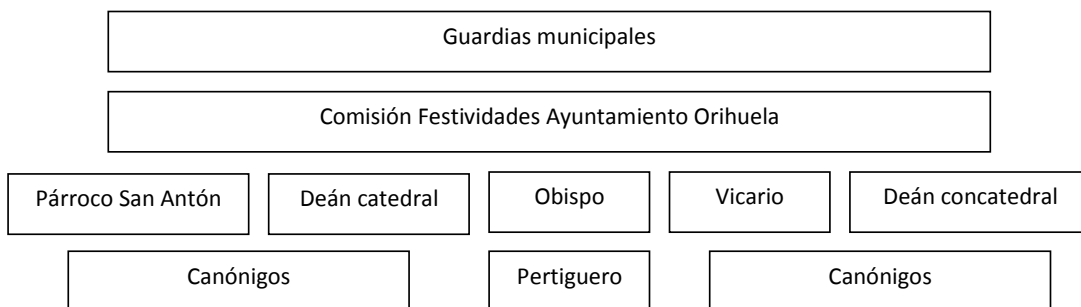 Guardias municipales
Comisión Festividades Ayuntamiento Orihuela
Párroco San Antón
Deán catedral
Obispo
Vicario
Deán concatedral
Canónigos
Pertiguero
Canónigos